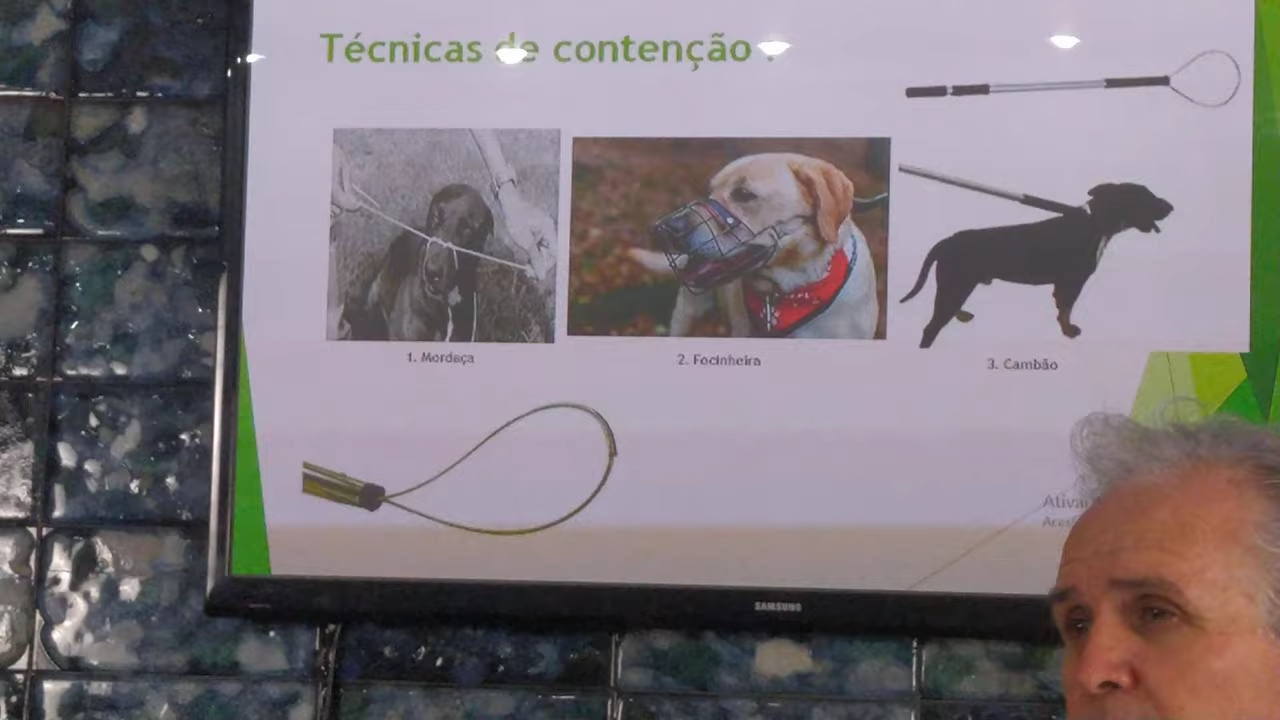 Técnicas de contenção
1. Mordaça
2. Focinheira
3. Cambão
SAMSUNG